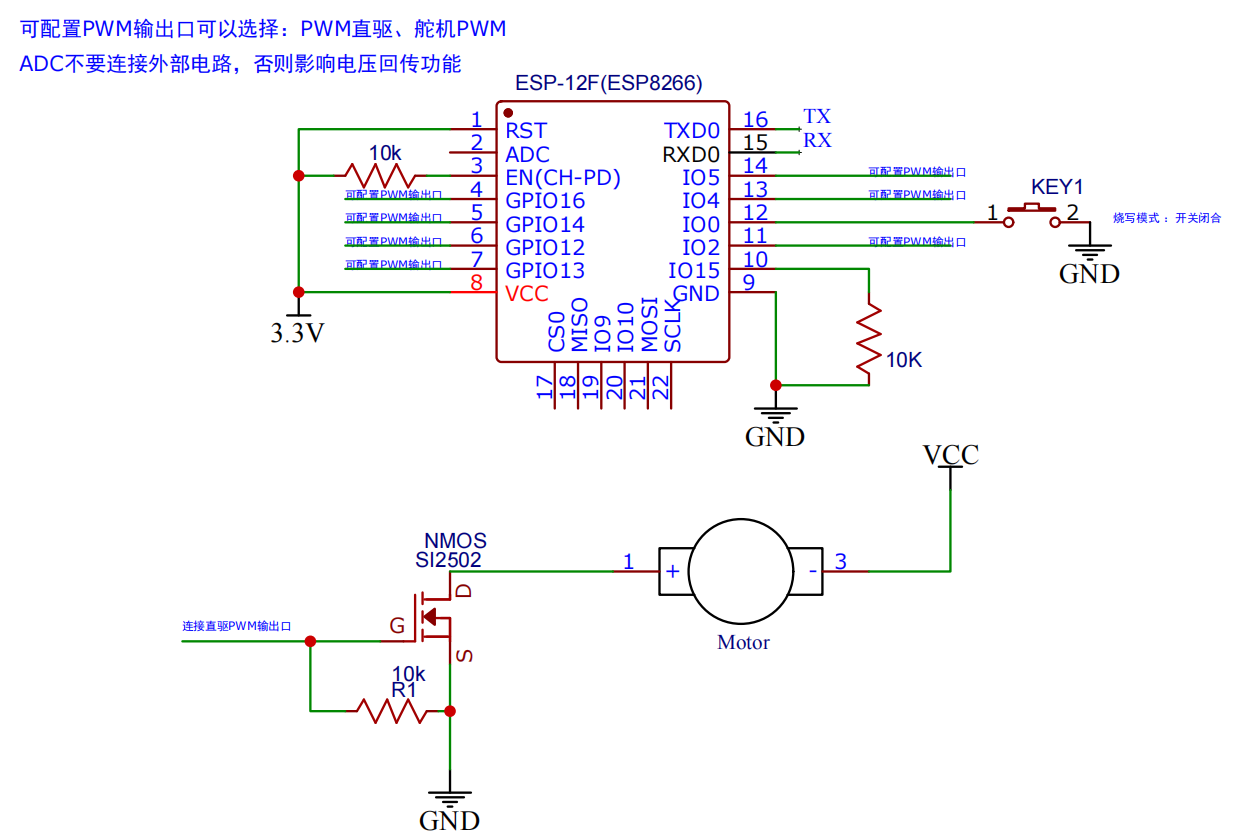 可配置PWM输出口可以选择：PWM直驱、舵机PWM
ADC不要连接外部电路，否则影响电压回传功能
ESP-12F(ESP8266)
1 RST TXD0 16 TX
2 ADC RXD0 15 RX
10k 3 EN(CH-PD) IO5 14 可配置PWM输出口
可配置PWM输出口 4 GPIO16 IO4 13 可配置PWM输出口
可配置PWM输出口 5 GPIO14 IO0 12 1 KEY1 2 烧写模式：开关闭合
可配置PWM输出口 6 GPIO12 IO2 11 可配置PWM输出口
可配置PWM输出口 7 GPIO13 IO15 10
8 VCC GND 9
GND
3.3V
CS0 MISO IO9 IO10 MOSI SCLK
17 18 19 20 21 22
10K
GND
VCC
NMOS
SI2502
1 + - 3
D
G
S
Motor
连接直驱PWM输出口
10k
R1
GND